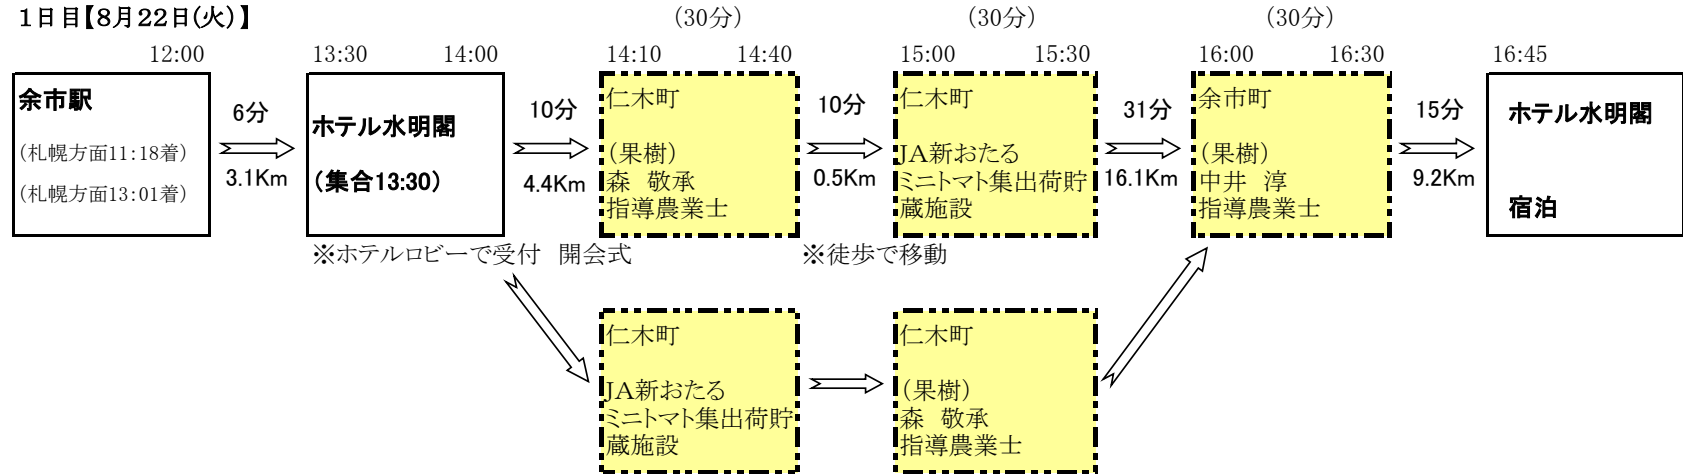 1日目【8月22日(火)】
(30分) (30分) (30分)
12:00 13:30 14:00 14:10 14:40 15:00 15:30 16:00 16:30 16:45
余市駅
(札幌方面11:18着)
(札幌方面13:01着)
6分
3.1Km
ホテル水明閣
(集合13:30)
※ホテルロビーで受付 開会式
10分
4.4Km
仁木町
(果樹)
森 敬承
指導農業士
10分
0.5Km
※徒歩で移動
仁木町
JA新おたる
ミニトマト集出荷貯
蔵施設
31分
16.1Km
余市町
(果樹)
中井 淳
指導農業士
15分
9.2Km
ホテル水明閣
宿泊
仁木町
JA新おたる
ミニトマト集出荷貯
蔵施設
仁木町
(果樹)
森 敬承
指導農業士